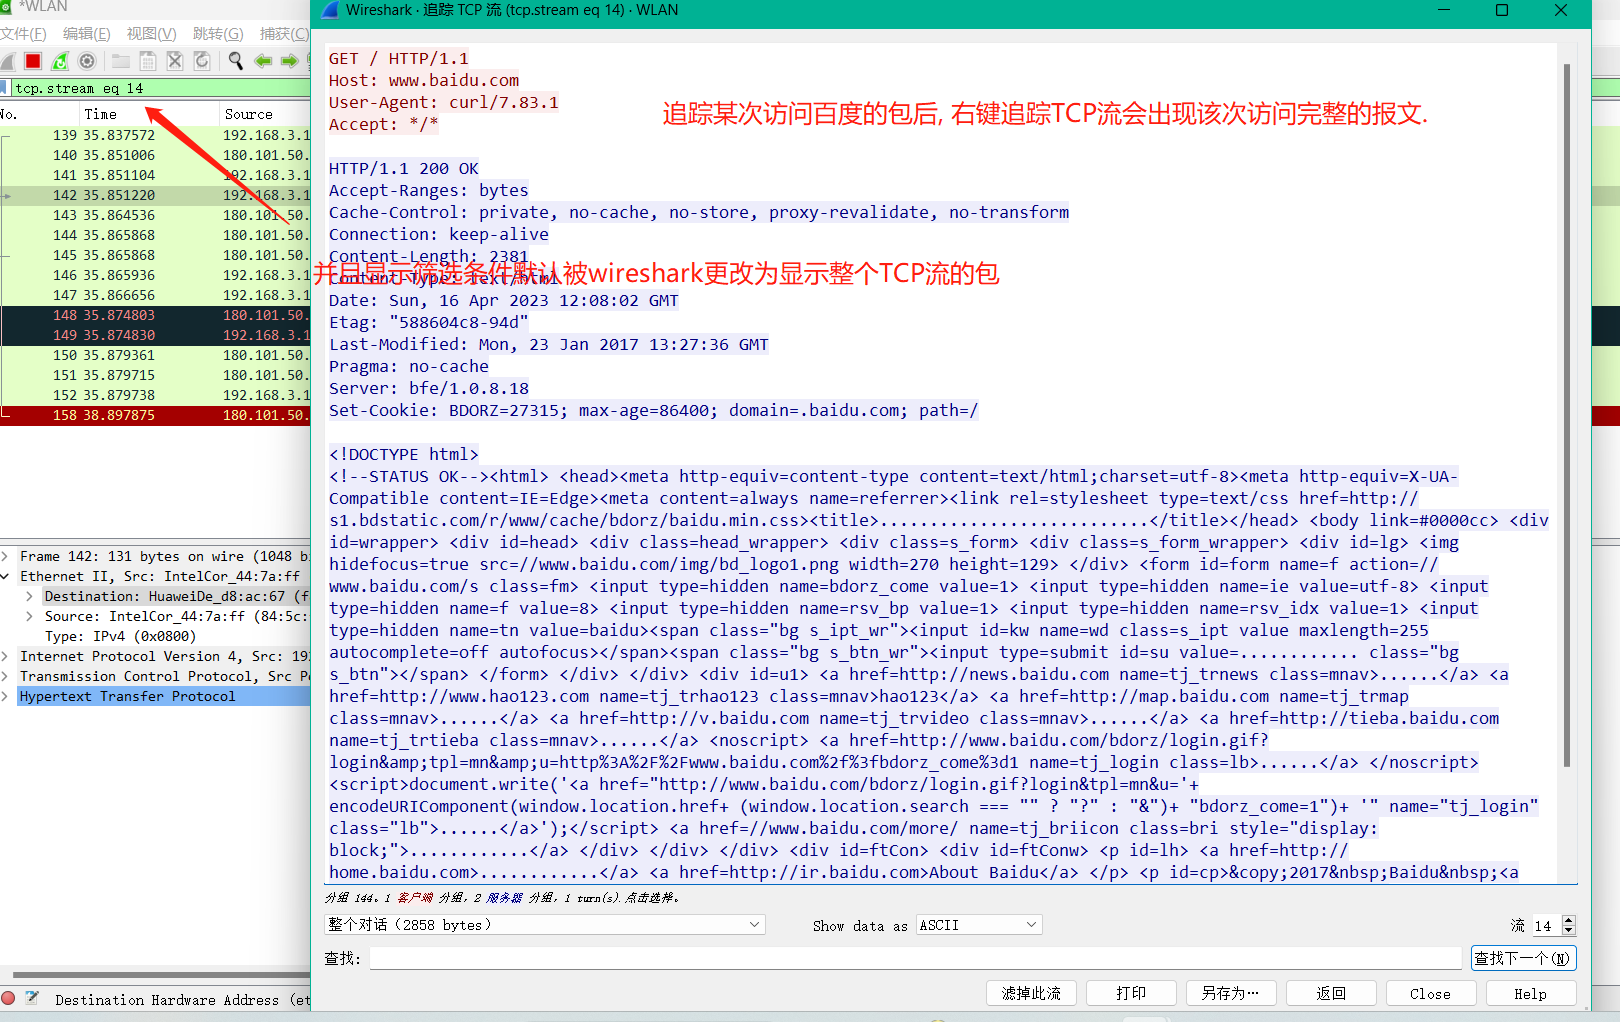 *WLAN
文件(F) 编辑(E) 视图(V) 跳转(G) 捕获(C)
tcp.stream eq 14
No. Time Source
139 35.837572 192.168.3.1
140 35.851006 180.101.50.
141 35.851104 192.168.3.1
142 35.851220 192.168.3.1
143 35.864536 180.101.50.
144 35.865868 180.101.50.
145 35.865868 180.101.50.
146 35.865936 192.168.3.1
147 35.866656 192.168.3.1
148 35.874803 180.101.50.
149 35.874830 192.168.3.1
150 35.879361 180.101.50.
151 35.879715 180.101.50.
152 35.879738 192.168.3.1
158 38.897875 180.101.50.
Frame 142: 131 bytes on wire (1048 bi
Ethernet II, Src: IntelCor_44:7a:ff
Destination: HuaweiDe_d8:ac:67 (f
Source: IntelCor_44:7a:ff (84:5c:
Type: IPv4 (0x0800)
Internet Protocol Version 4, Src: 192
Transmission Control Protocol, Src Po
Hypertext Transfer Protocol
Destination Hardware Address (et
Wireshark · 追踪 TCP 流 (tcp.stream eq 14) · WLAN
GET / HTTP/1.1
Host: www.baidu.com
User-Agent: curl/7.83.1
Accept: */*
追踪某次访问百度的包后, 右键追踪TCP流会出现该次访问完整的报文.
HTTP/1.1 200 OK
Accept-Ranges: bytes
Cache-Control: private, no-cache, no-store, proxy-revalidate, no-transform
Connection: keep-alive
Content-Length: 2381
并且显示筛选条件默认被wireshark更改为显示整个TCP流的包
Content-Type: text/html
Date: Sun, 16 Apr 2023 12:08:02 GMT
Etag: "588604c8-94d"
Last-Modified: Mon, 23 Jan 2017 13:27:36 GMT
Pragma: no-cache
Server: bfe/1.0.8.18
Set-Cookie: BDORZ=27315; max-age=86400; domain=.baidu.com; path=/
<!DOCTYPE html>
<!--STATUS OK--><html> <head><meta http-equiv=content-type content=text/html;charset=utf-8><meta http-equiv=X-UA-
Compatible content=IE=Edge><meta content=always name=referrer><link rel=stylesheet type=text/css href=http://
s1.bdstatic.com/r/www/cache/bdorz/baidu.min.css><title>...........................</title></head> <body link=#0000cc> <div
id=wrapper> <div id=head> <div class=head_wrapper> <div class=s_form> <div class=s_form_wrapper> <div id=lg> <img
hidefocus=true src=//www.baidu.com/img/bd_logo1.png width=270 height=129> </div> <form id=form name=f action=//
www.baidu.com/s class=fm> <input type=hidden name=bdorz_come value=1> <input type=hidden name=ie value=utf-8> <input
type=hidden name=f value=8> <input type=hidden name=rsv_bp value=1> <input type=hidden name=rsv_idx value=1> <input
type=hidden name=tn value=baidu><span class="bg s_ipt_wr"><input id=kw name=wd class=s_ipt value maxlength=255
autocomplete=off autofocus></span><span class="bg s_btn_wr"><input type=submit id=su value=............ class="bg
s_btn"></span> </form> </div> </div> <div id=u1> <a href=http://news.baidu.com name=tj_trnews class=mnav>......</a> <a
href=http://www.hao123.com name=tj_trhao123 class=mnav>hao123</a> <a href=http://map.baidu.com name=tj_trmap
class=mnav>......</a> <a href=http://v.baidu.com name=tj_trvideo class=mnav>......</a> <a href=http://tieba.baidu.com
name=tj_trtieba class=mnav>......</a> <noscript> <a href=http://www.baidu.com/bdorz/login.gif?
login&amp;tpl=mn&amp;u=http%3A%2F%2Fwww.baidu.com%2f%3fbdorz_come%3d1 name=tj_login class=lb>......</a> </noscript>
<script>document.write('<a href="http://www.baidu.com/bdorz/login.gif?login&tpl=mn&u='+
encodeURIComponent(window.location.href+ (window.location.search === "" ? "?" : "&")+ "bdorz_come=1")+ '" name="tj_login"
class="lb">......</a>');</script> <a href=//www.baidu.com/more/ name=tj_briicon class=bri style="display:
block;">............</a> </div> </div> </div> <div id=ftCon> <div id=ftConw> <p id=lh> <a href=http://
home.baidu.com>............</a> <a href=http://ir.baidu.com>About Baidu</a> </p> <p id=cp>&copy;2017&nbsp;Baidu&nbsp;<a
分组 144。1 客户端 分组, 2 服务器 分组, 1 turn(s).点击选择。
整个对话（2858 bytes） Show data as ASCII 流 14
查找： 查找下一个(N)
滤掉此流 打印 另存为… 返回 Close Help